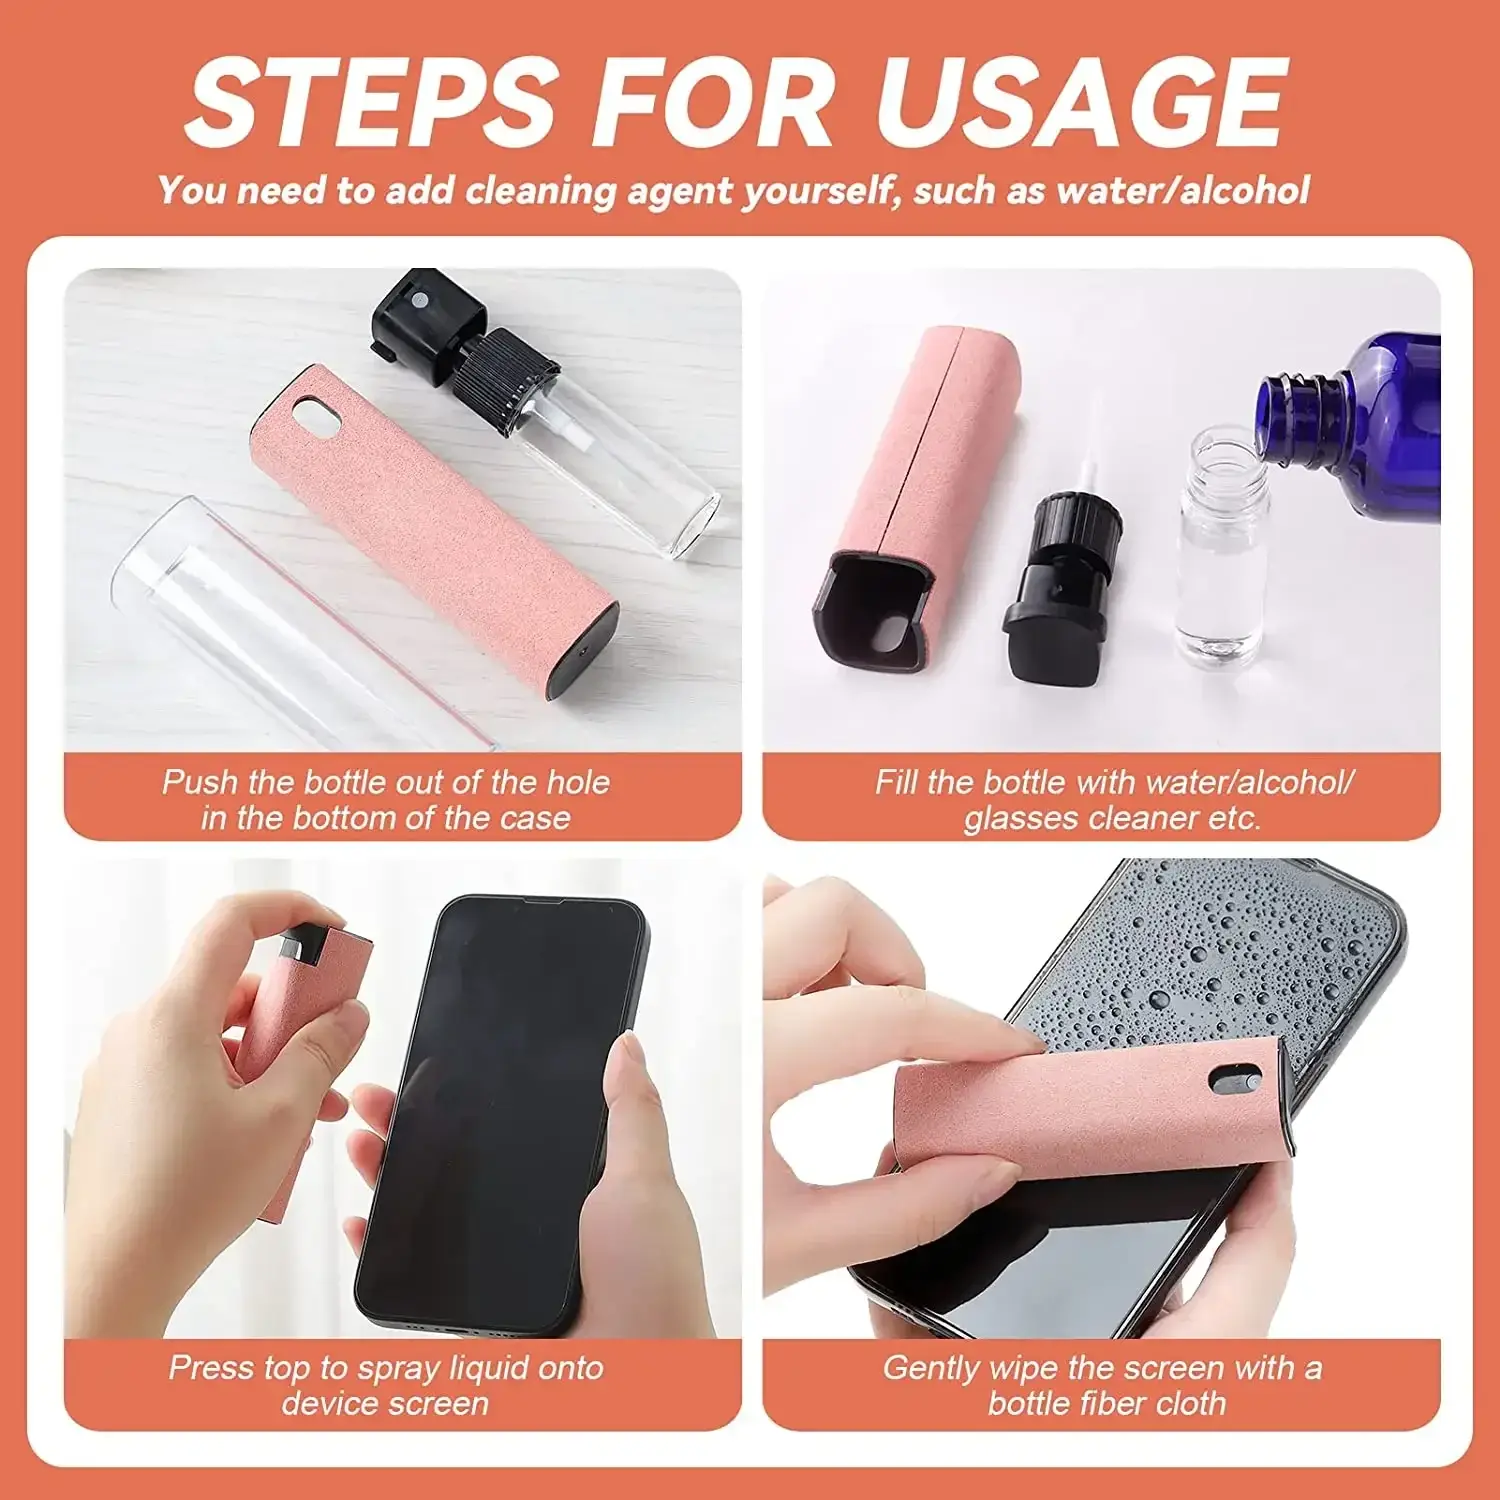 STEPS FOR USAGE
You need to add cleaning agent yourself, such as water/alcohol
Push the bottle out of the hole
in the bottom of the case
Fill the bottle with water/alcohol/
glasses cleaner etc.
Press top to spray liquid onto
device screen
Gently wipe the screen with a
bottle fiber cloth